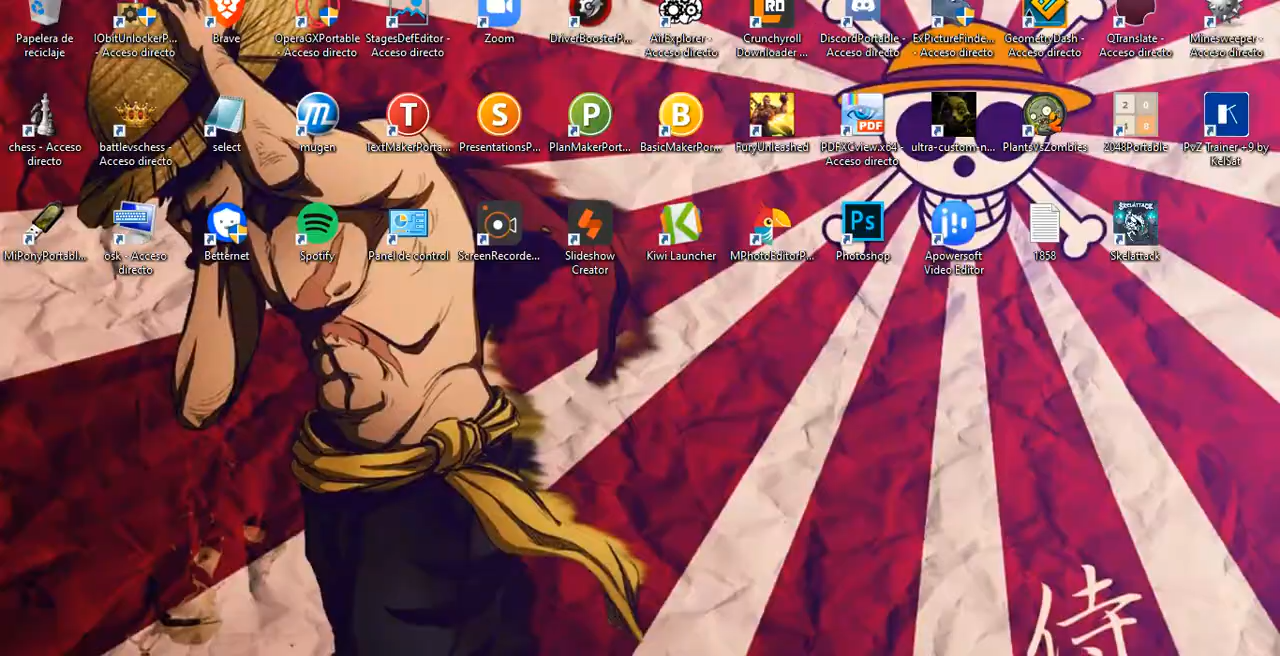 Papelera de reciclaje
IObitUnlockerP... - Acceso directo
Brave
OperaGXPortable - Acceso directo
StagesDefEditor - Acceso directo
Zoom
DriverBoosterP...
AirExplorer - Acceso directo
Crunchyroll Downloader ...
DiscordPortable - Acceso directo
ExPictureFinde... - Acceso directo
GeometryDash - Acceso directo
QTranslate - Acceso directo
Minesweeper - Acceso directo
chess - Acceso directo
battlevschess - Acceso directo
select
mugen
T
TextMakerPorta...
S
PresentationsP...
P
PlanMakerPort...
B
BasicMakerPor...
FuryUnleashed
PDF
PDFXCview.x64 - Acceso directo
ultra-custom-n...
PlantsvsZombies
2048Portable
K
PvZ Trainer +9 by KelSat
MiPonyPortabl...
osk - Acceso directo
Betternet
Spotify
Panel de control
ScreenRecorde...
Slideshow Creator
Kiwi Launcher
MPhotoEditorP...
Ps
Photoshop
Apowersoft Video Editor
1858
SKELATTACK
Skelattack
侍